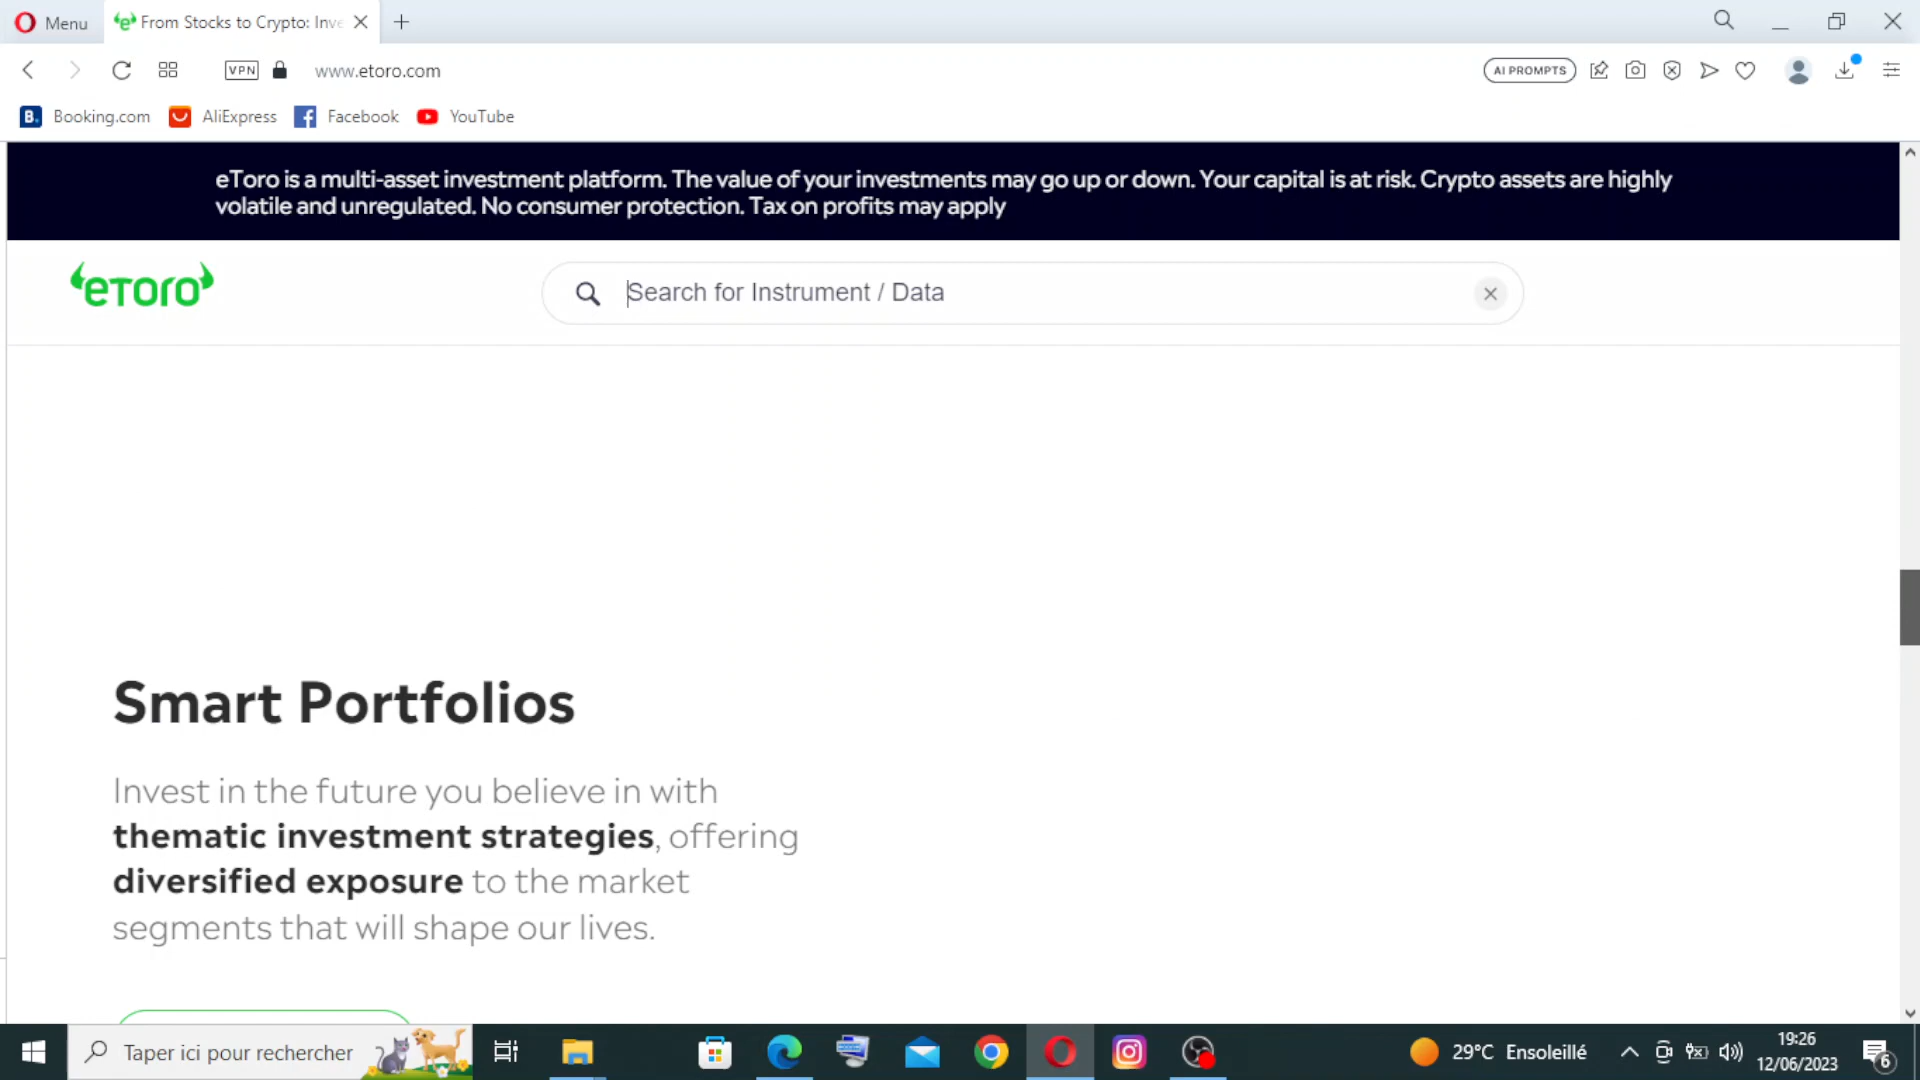 Menu
From Stocks to Crypto: Inve
VPN
www.etoro.com
AI PROMPTS
B.
Booking.com
AliExpress
Facebook
YouTube
eToro is a multi-asset investment platform. The value of your investments may go up or down. Your capital is at risk. Crypto assets are highly
volatile and unregulated. No consumer protection. Tax on profits may apply
eToro
Search for Instrument / Data
Smart Portfolios
Invest in the future you believe in with
thematic investment strategies, offering
diversified exposure to the market
segments that will shape our lives.
Taper ici pour rechercher
29°C Ensoleillé
19:26
12/06/2023
6